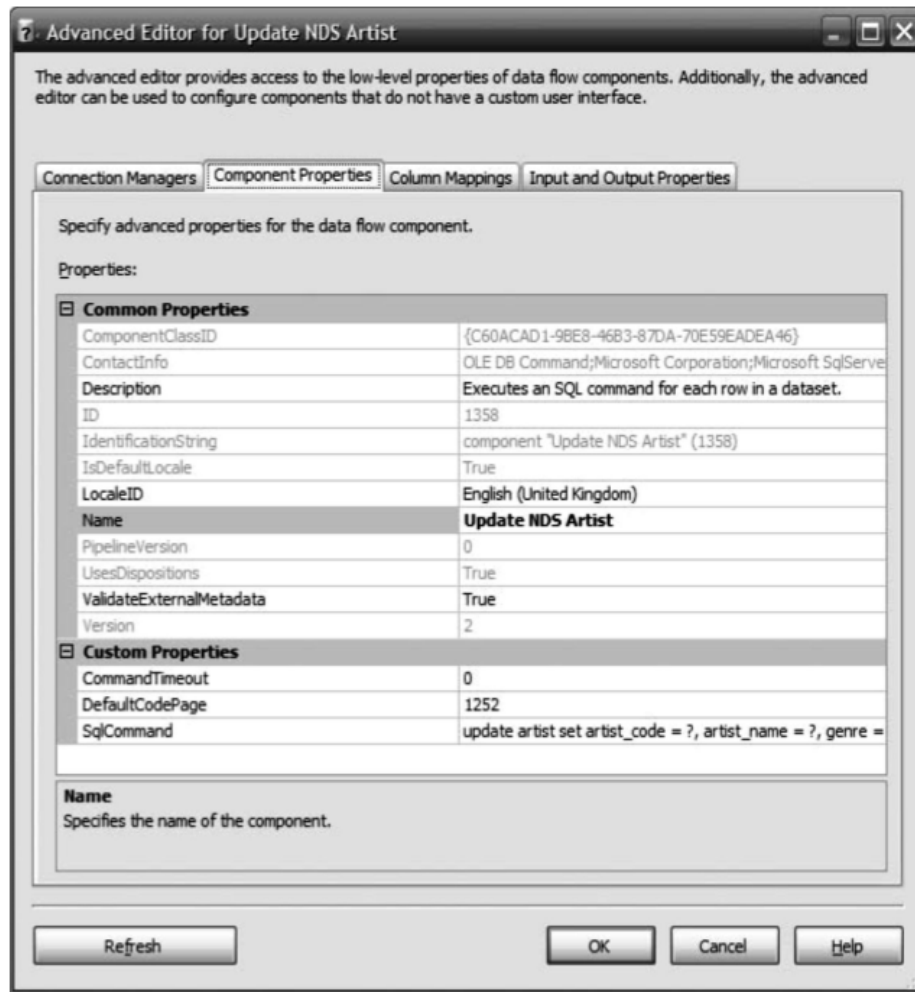 Advanced Editor for Update NDS Artist
The advanced editor provides access to the low-level properties of data flow components. Additionally, the advanced
editor can be used to configure components that do not have a custom user interface.
Connection Managers Component Properties Column Mappings Input and Output Properties
Specify advanced properties for the data flow component.
Properties:
Common Properties
ComponentClassID {C60ACAD1-9BE8-46B3-87DA-70E59EADEA46}
ContactInfo OLE DB Command;Microsoft Corporation;Microsoft SqlServe
Description Executes an SQL command for each row in a dataset.
ID 1358
IdentificationString component "Update NDS Artist" (1358)
IsDefaultLocale True
LocaleID English (United Kingdom)
Name Update NDS Artist
PipelineVersion 0
UsesDispositions True
ValidateExternalMetadata True
Version 2
Custom Properties
CommandTimeout 0
DefaultCodePage 1252
SqlCommand update artist set artist_code = ?, artist_name = ?, genre =
Name
Specifies the name of the component.
Refresh OK Cancel Help